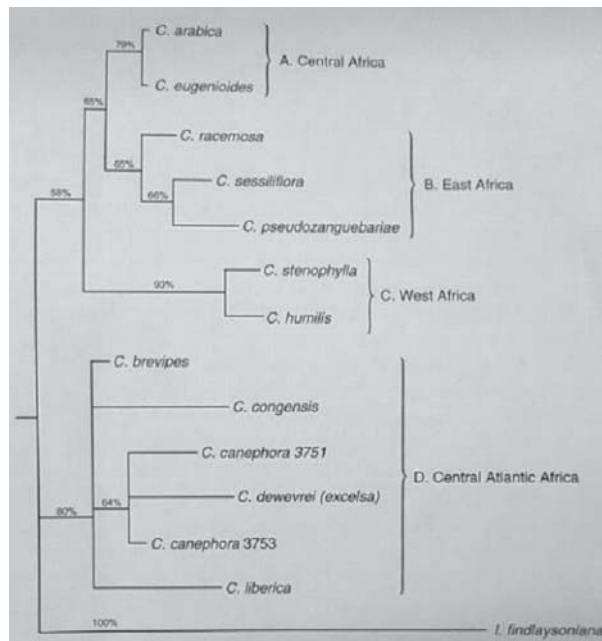 C. arabica
79%
A. Central Africa
C. eugenioides
65%
C. racemosa
65%
C. sessiliflora
66%
B. East Africa
58%
C. pseudozanguebariae
C. stenophylla
93%
C. West Africa
C. humilis
C. brevipes
C. congensis
C. canephora 3751
D. Central Atlantic Africa
64%
C. dewevrei (excelsa)
80%
C. canephora 3753
C. liberica
100%
I. findlaysoniana